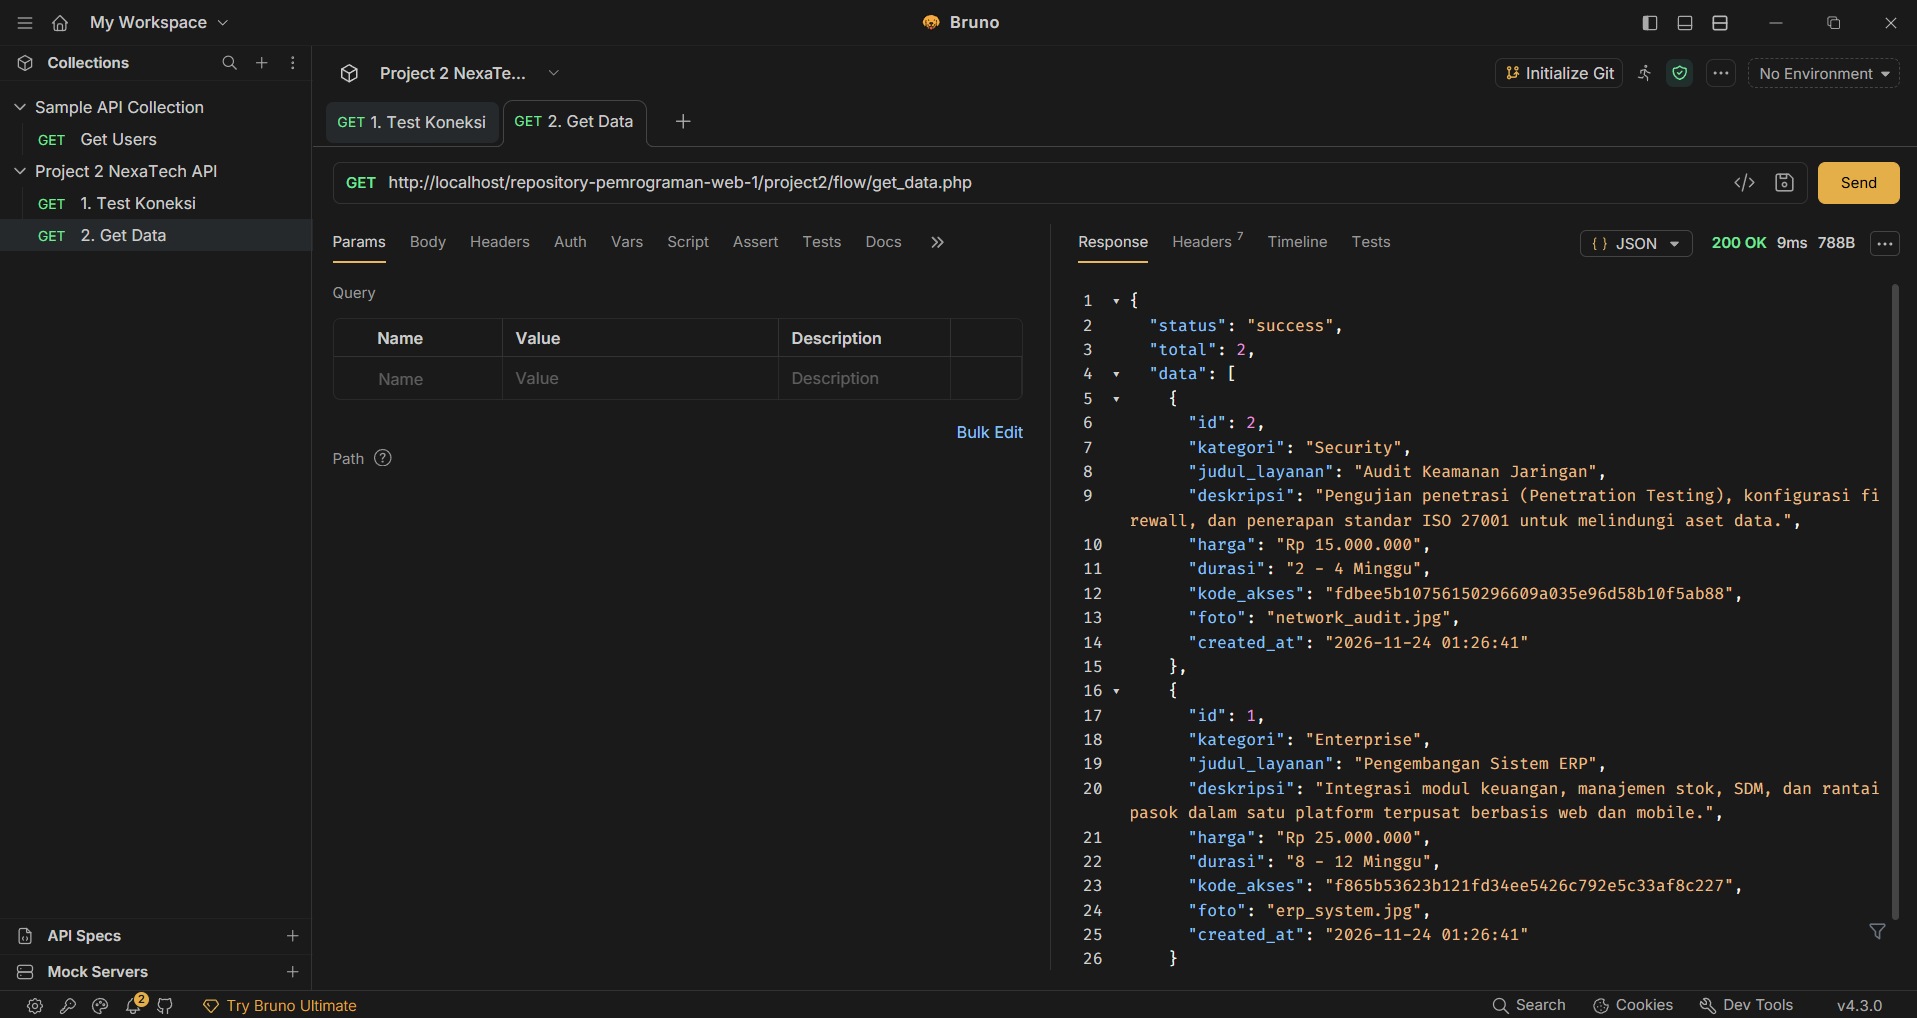 My Workspace
Bruno
Collections
Project 2 NexaTe...
Initialize Git
No Environment
Sample API Collection
GET Get Users
Project 2 NexaTech API
GET 1. Test Koneksi
GET 2. Get Data
GET 1. Test Koneksi
GET 2. Get Data
GET http://localhost/repository-pemrograman-web-1/project2/flow/get_data.php
Send
Params Body Headers Auth Vars Script Assert Tests Docs
Query
Name Value Description
Name Value Description
Bulk Edit
Path
Response Headers 7 Timeline Tests
{ } JSON 200 OK 9ms 788B
1 {
2 "status": "success",
3 "total": 2,
4 "data": [
5 {
6 "id": 2,
7 "kategori": "Security",
8 "judul_layanan": "Audit Keamanan Jaringan",
9 "deskripsi": "Pengujian penetrasi (Penetration Testing), konfigurasi fi
rewall, dan penerapan standar ISO 27001 untuk melindungi aset data.",
10 "harga": "Rp 15.000.000",
11 "durasi": "2 - 4 Minggu",
12 "kode_akses": "fdbee5b10756150296609a035e96d58b10f5ab88",
13 "foto": "network_audit.jpg",
14 "created_at": "2026-11-24 01:26:41"
15 },
16 {
17 "id": 1,
18 "kategori": "Enterprise",
19 "judul_layanan": "Pengembangan Sistem ERP",
20 "deskripsi": "Integrasi modul keuangan, manajemen stok, SDM, dan rantai
pasok dalam satu platform terpusat berbasis web dan mobile.",
21 "harga": "Rp 25.000.000",
22 "durasi": "8 - 12 Minggu",
23 "kode_akses": "f865b53623b121fd34ee5426c792e5c33af8c227",
24 "foto": "erp_system.jpg",
25 "created_at": "2026-11-24 01:26:41"
26 }
API Specs
Mock Servers
2
Try Bruno Ultimate
Search
Cookies
Dev Tools
v4.3.0